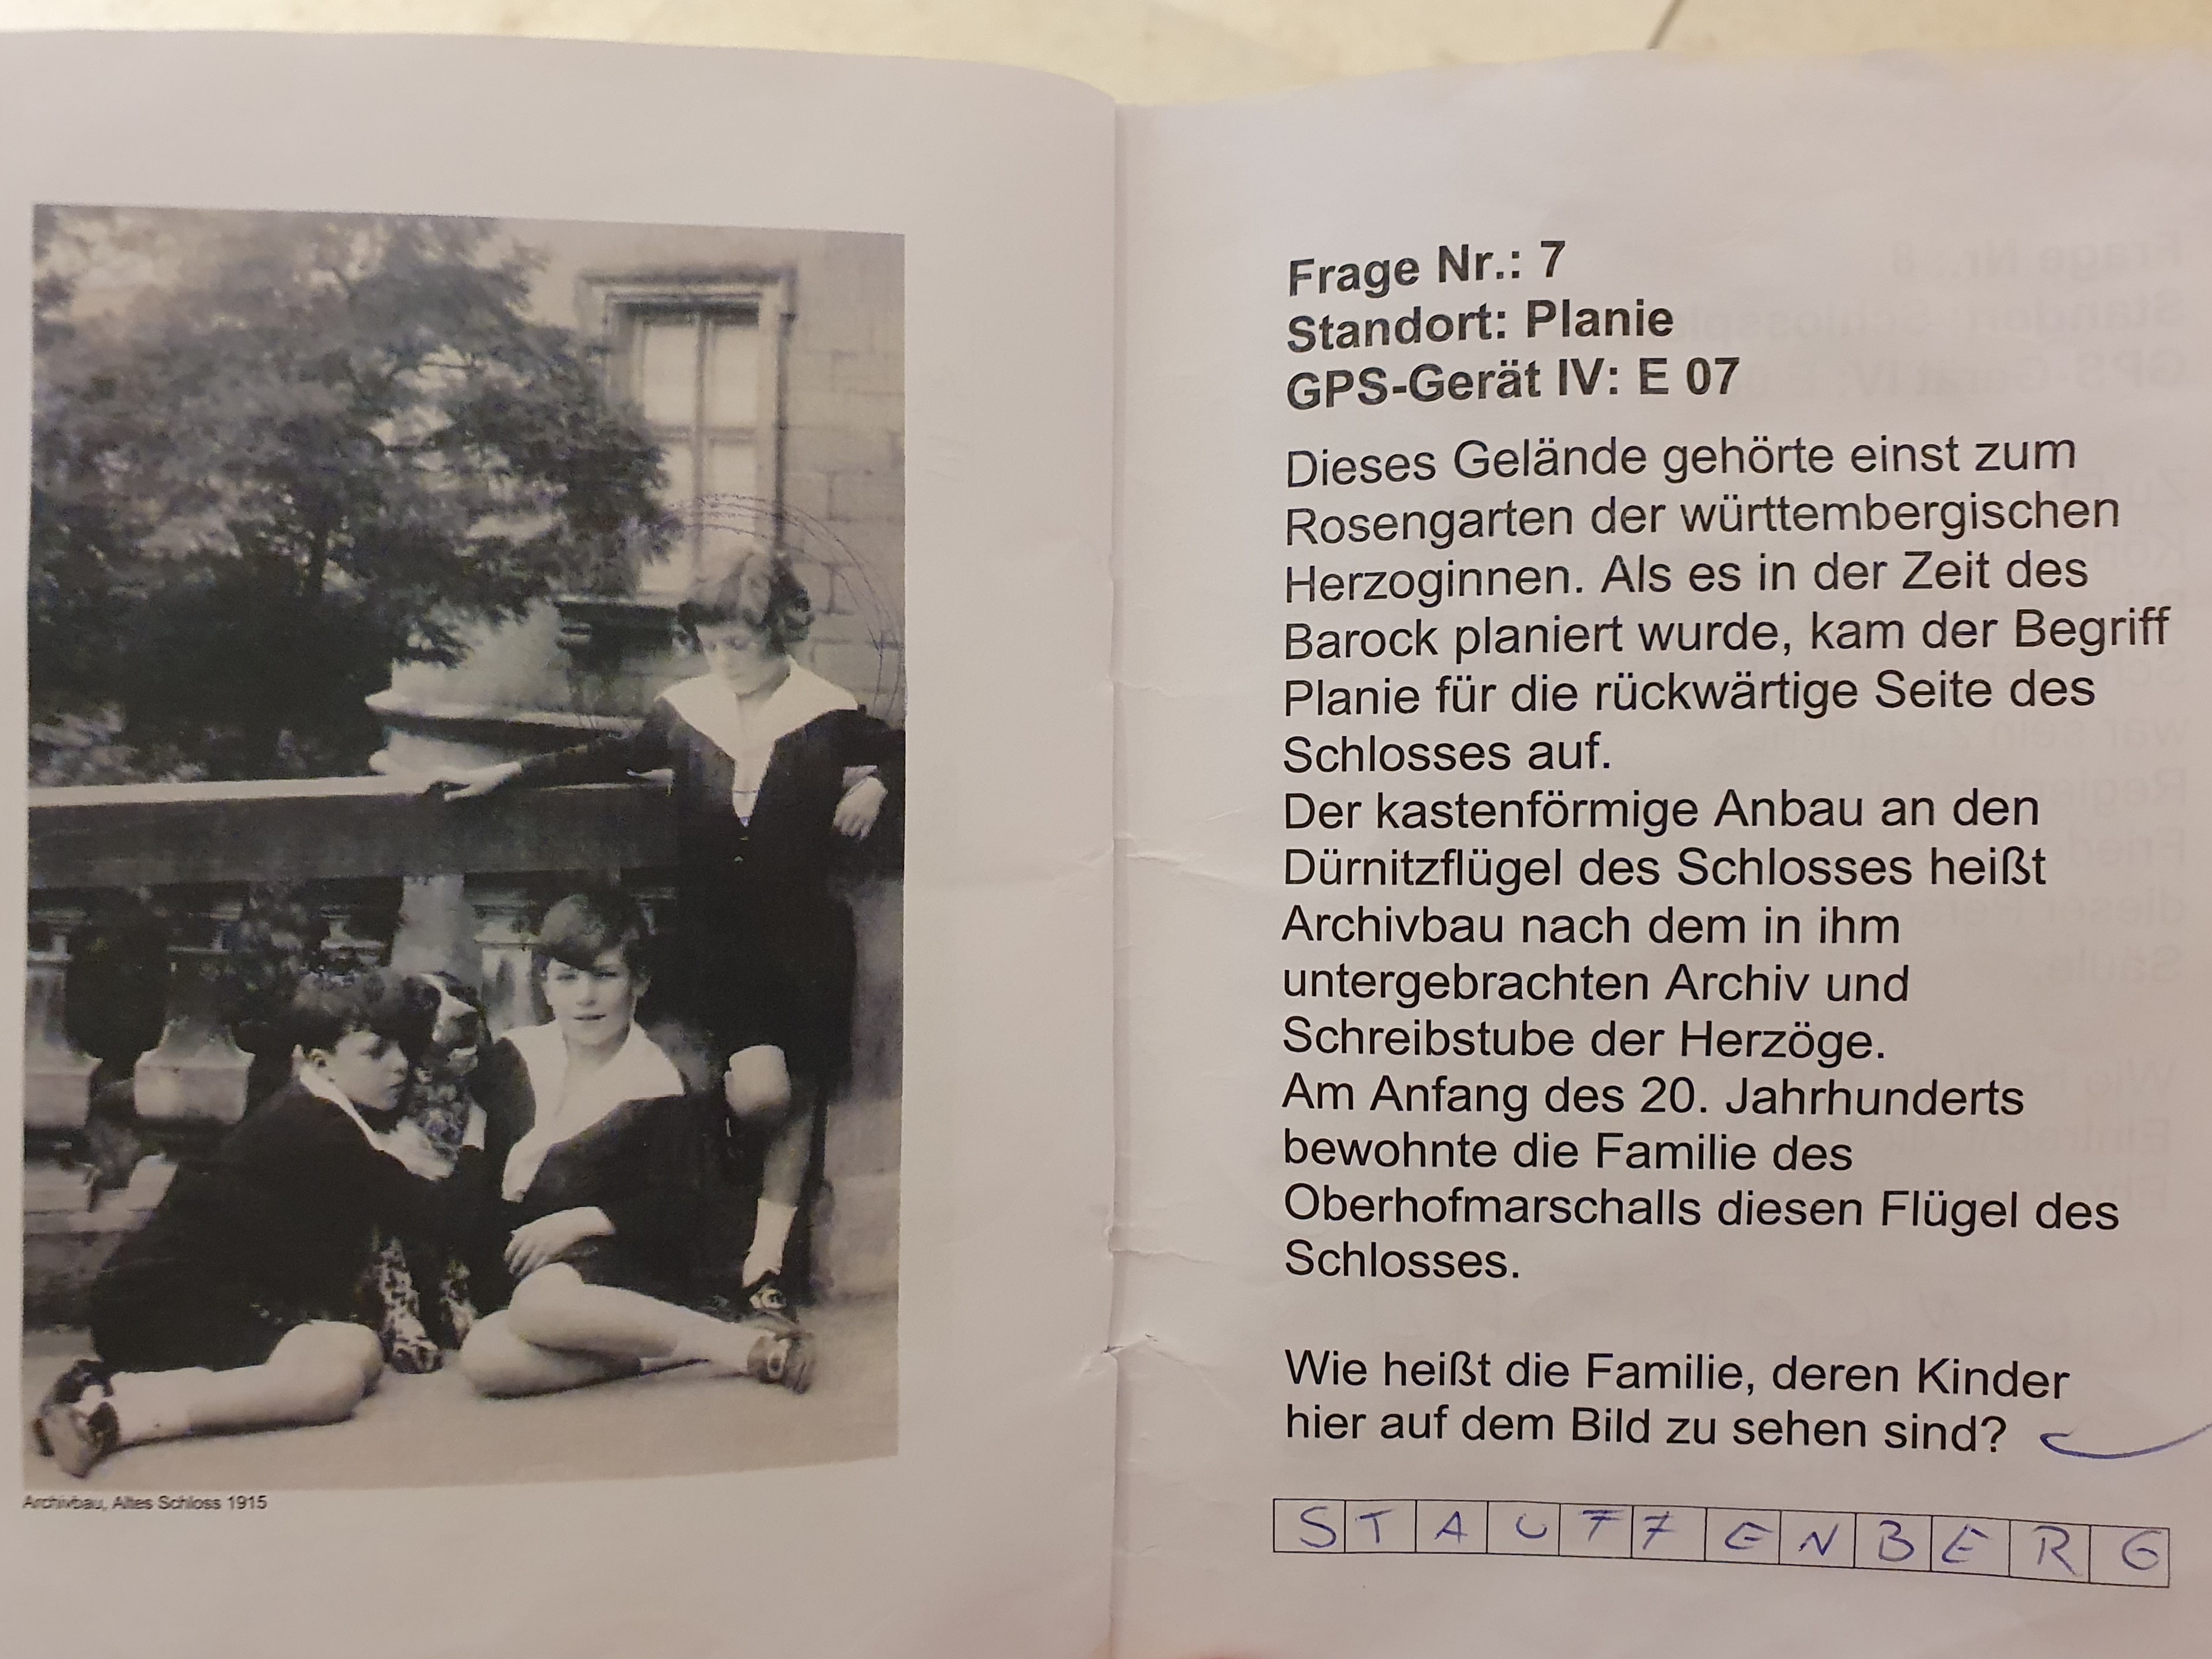 Archivbau, Altes Schloss 1915
Frage Nr.: 7
Standort: Planie
GPS-Gerät IV: E 07
Dieses Gelände gehörte einst zum
Rosengarten der württembergischen
Herzoginnen. Als es in der Zeit des
Barock planiert wurde, kam der Begriff
Planie für die rückwärtige Seite des
Schlosses auf.
Der kastenförmige Anbau an den
Dürnitzflügel des Schlosses heißt
Archivbau nach dem in ihm
untergebrachten Archiv und
Schreibstube der Herzöge.
Am Anfang des 20. Jahrhunderts
bewohnte die Familie des
Oberhofmarschalls diesen Flügel des
Schlosses.
Wie heißt die Familie, deren Kinder
hier auf dem Bild zu sehen sind?
STAUFFENBERG